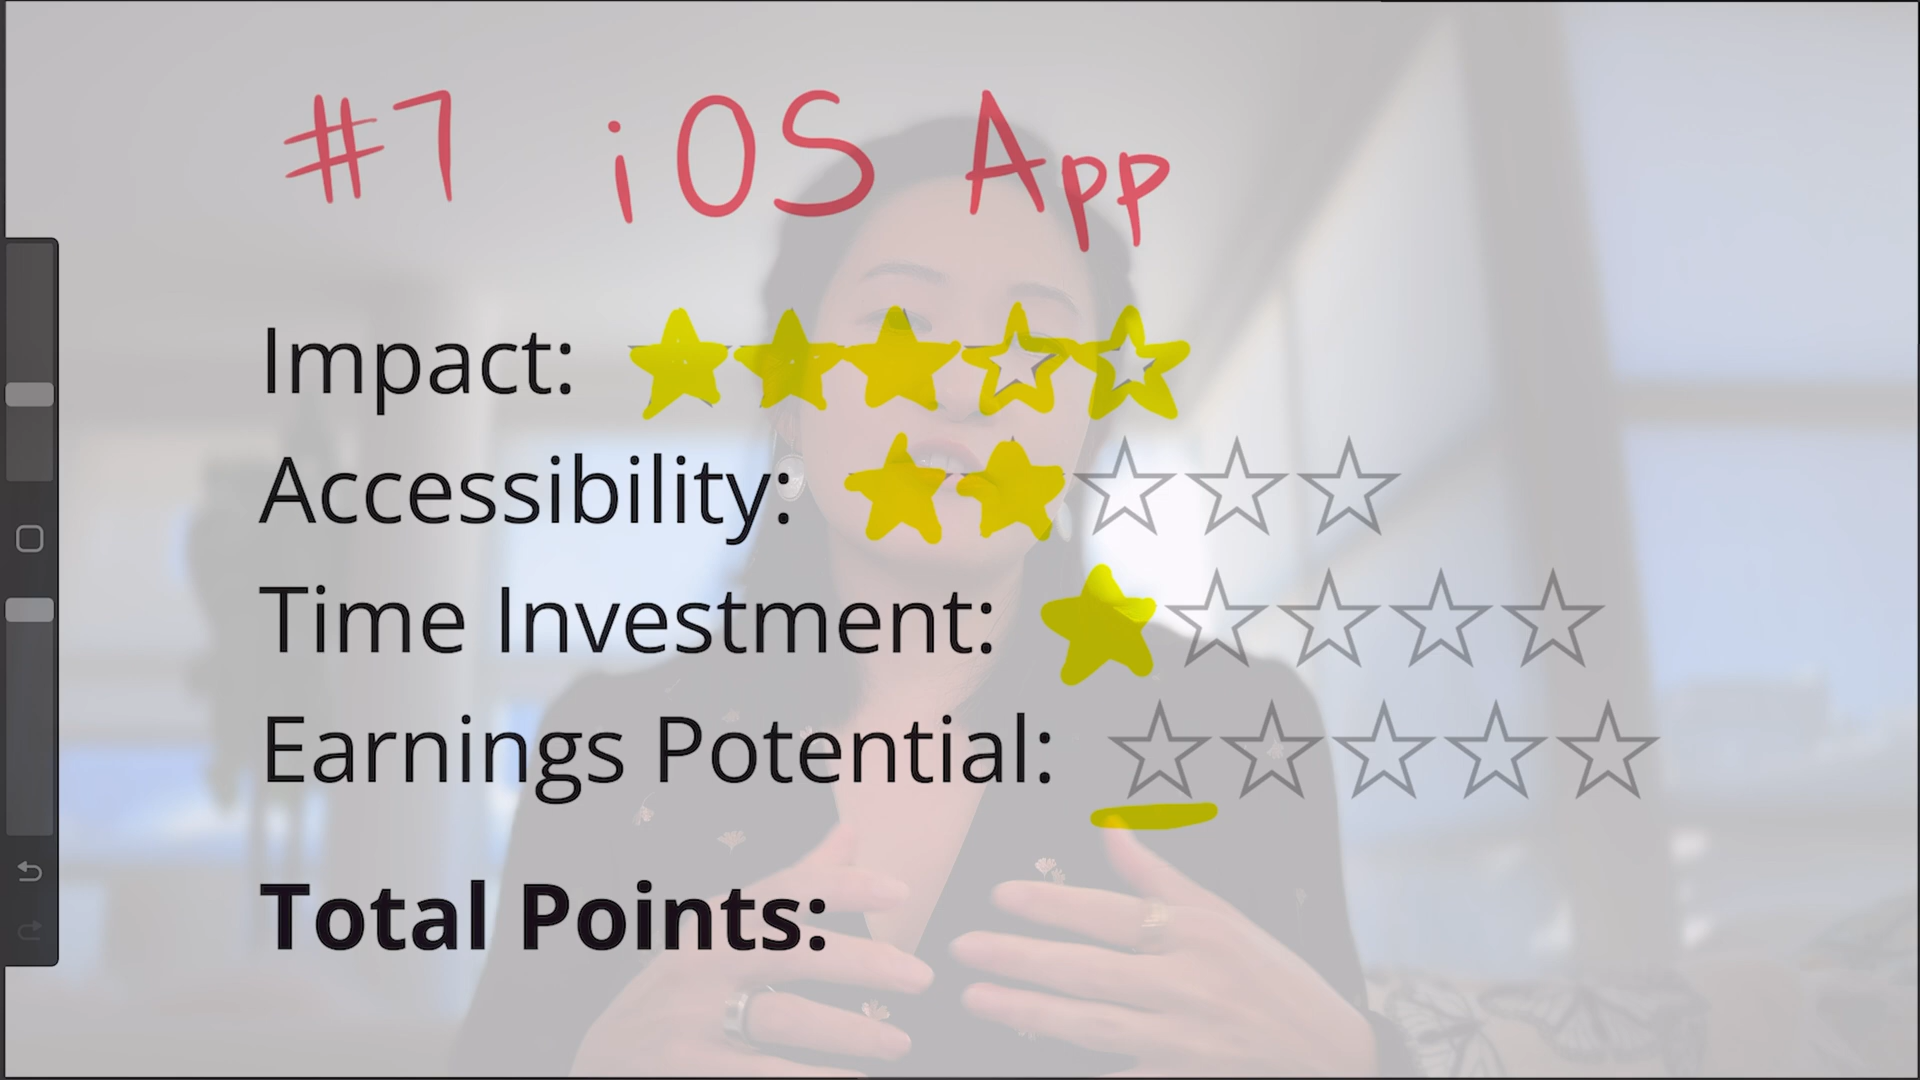 #7 iOS App
Impact:
Accessibility:
Time Investment:
Earnings Potential:
Total Points: